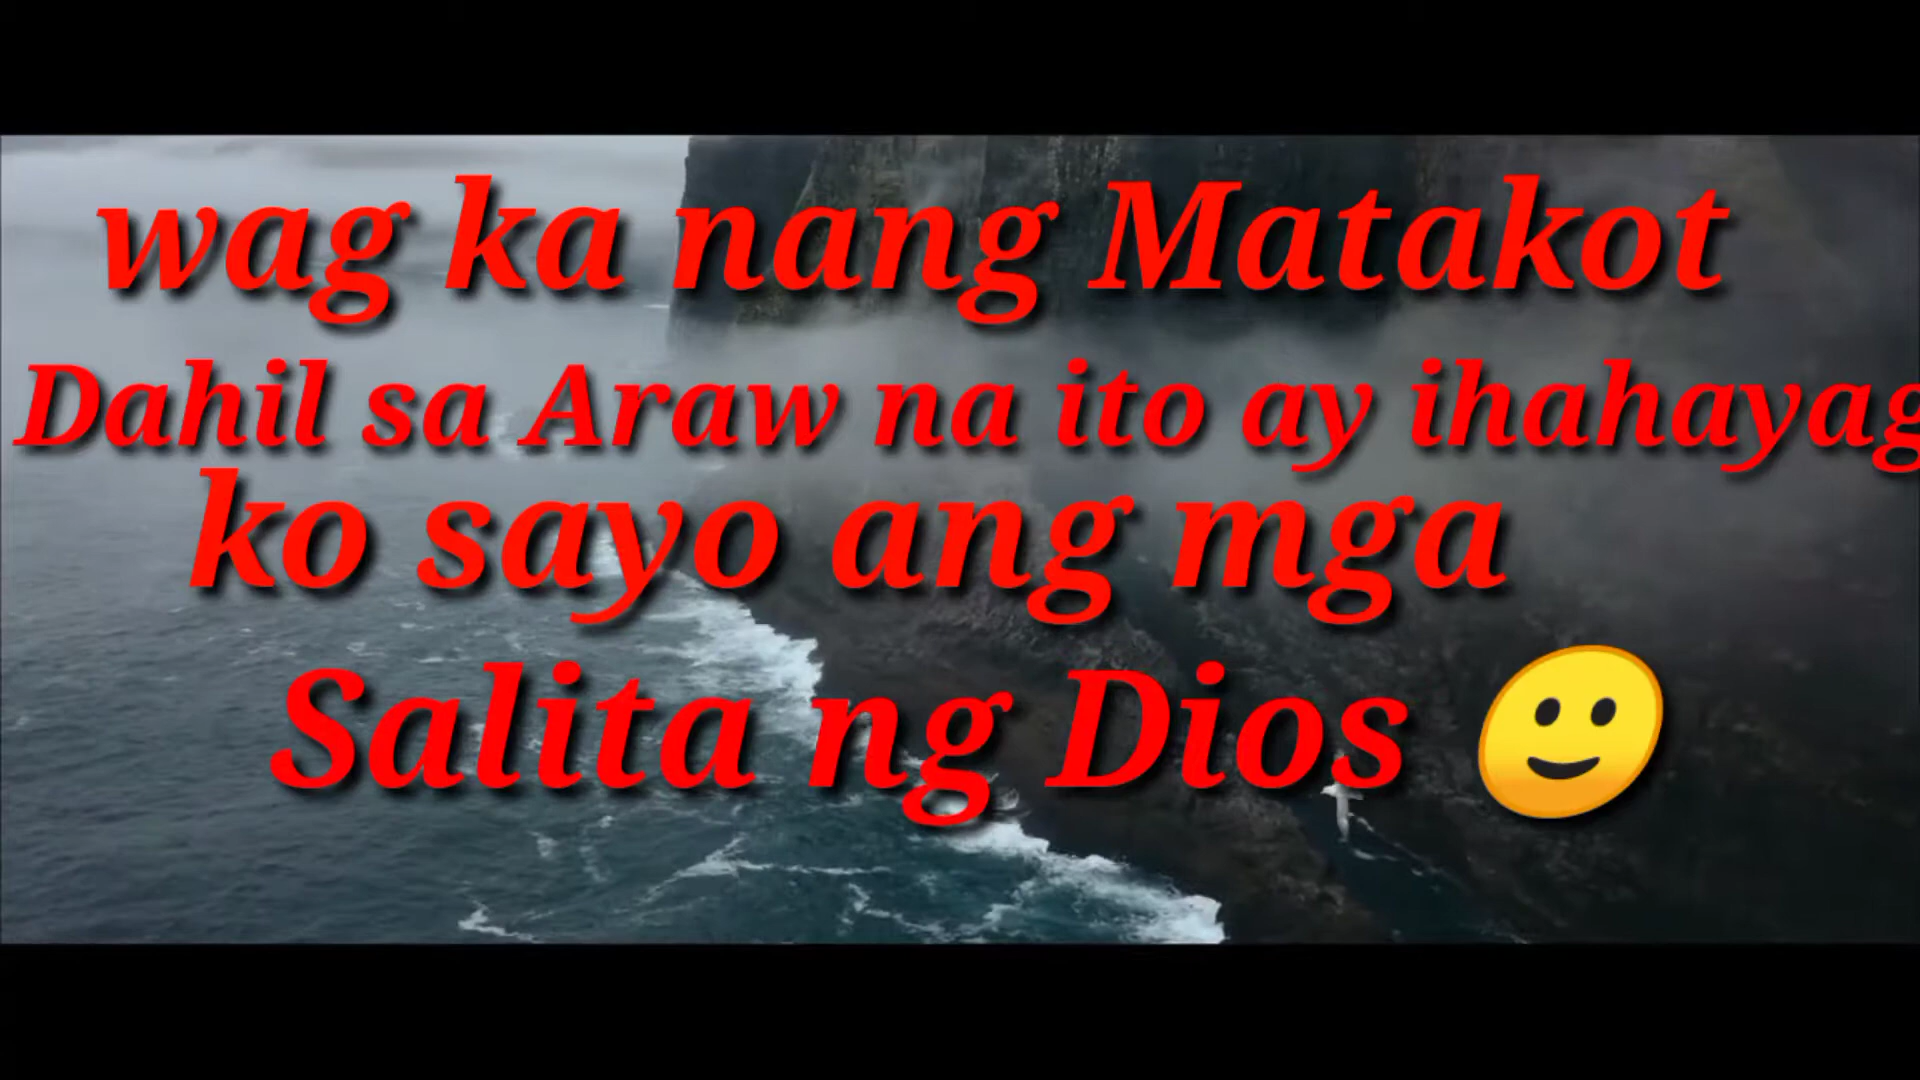 wag ka nang Matakot
Dahil sa Araw na ito ay ihahayag
ko sayo ang mga
Salita ng Dios 🙂